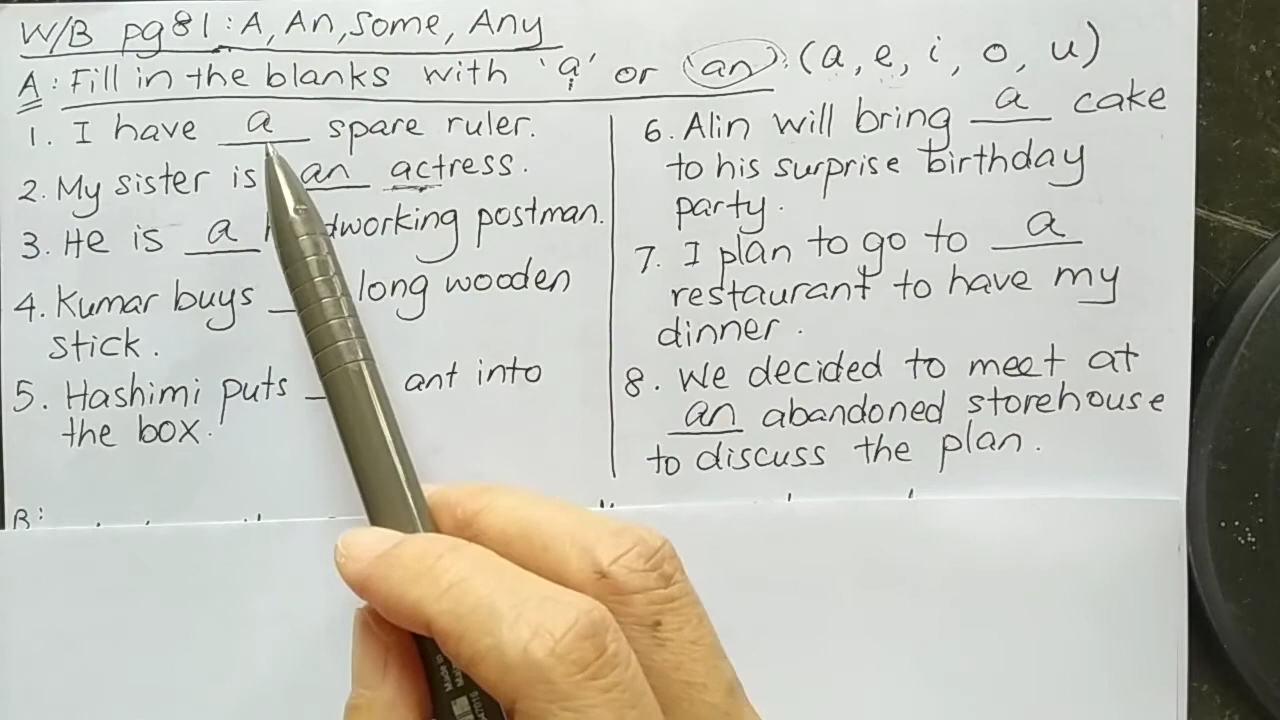 W/B pg81: A, An, Some, Any
A: Fill in the blanks with 'a' or 'an': (a, e, i, o, u)
1. I have a spare ruler.
2. My sister is an actress.
3. He is a postman.
4. Kumar buys long wooden
stick.
5. Hashimi puts ant into
the box.
6. Alin will bring a cake
to his surprise birthday
party.
7. I plan to go to a
restaurant to have my
dinner.
8. We decided to meet at
an abandoned storehouse
to discuss the plan.
B: